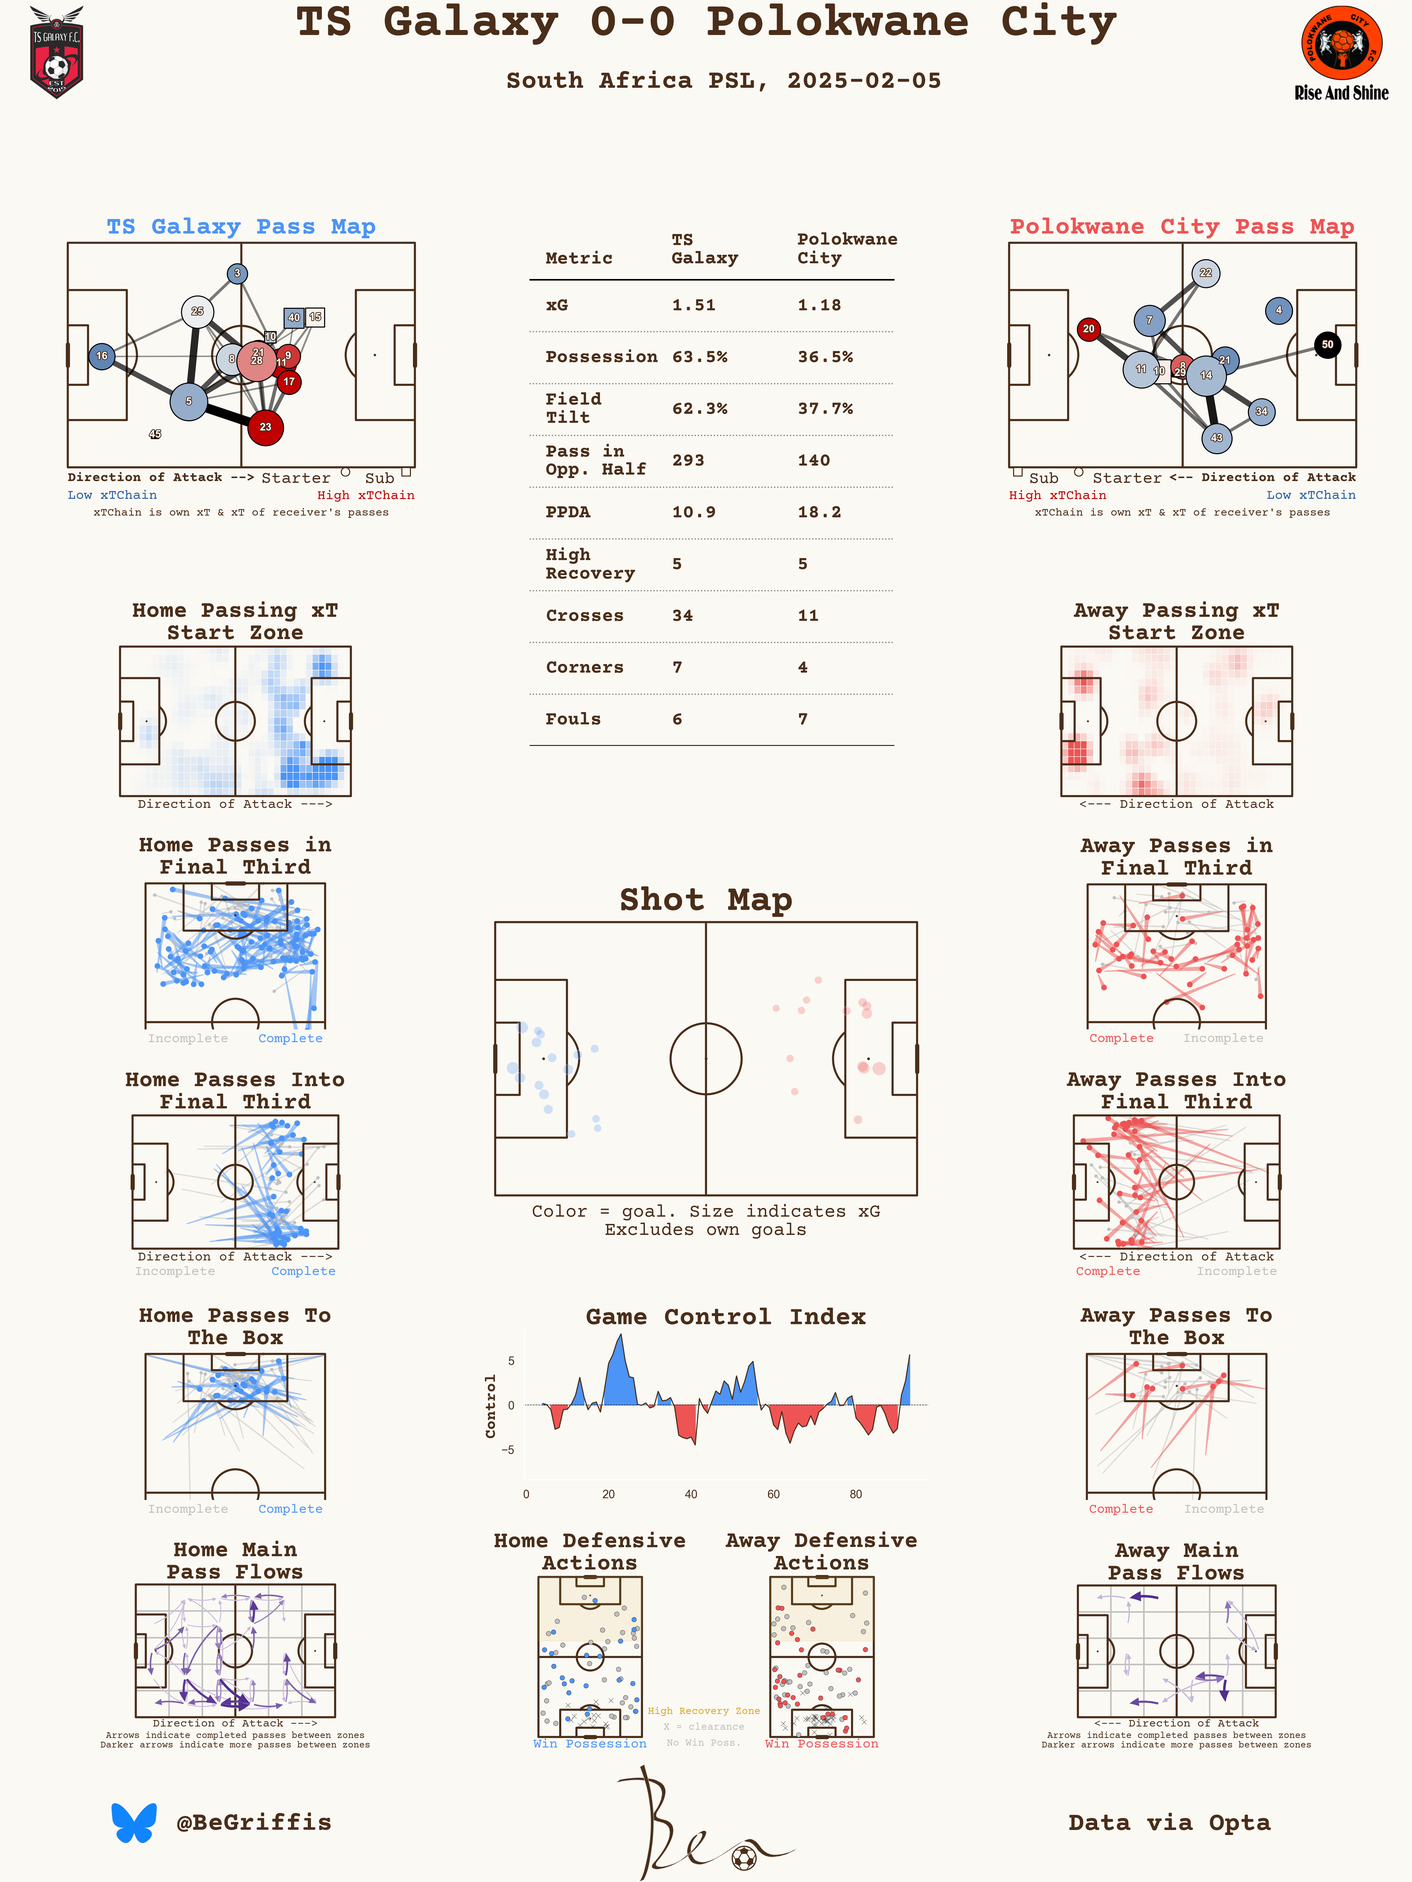 TS Galaxy 0-0 Polokwane City
South Africa PSL, 2025-02-05
TS GALAXY F.C.
EST
2015
POLOKWANE CITY F.C
Rise And Shine
TS Galaxy Pass Map
3
25
40
15
10
16
8
21
28
9
11
17
5
23
45
Direction of Attack --> Starter Sub
Low xTChain High xTChain
xTChain is own xT & xT of receiver's passes
Metric TS Galaxy Polokwane City
xG 1.51 1.18
Possession 63.5% 36.5%
Field Tilt 62.3% 37.7%
Pass in Opp. Half 293 140
PPDA 10.9 18.2
High Recovery 5 5
Crosses 34 11
Corners 7 4
Fouls 6 7
Polokwane City Pass Map
22
4
7
20
50
11
10
8
29
21
14
34
43
Sub Starter <-- Direction of Attack
High xTChain Low xTChain
xTChain is own xT & xT of receiver's passes
Home Passing xT
Start Zone
Direction of Attack --->
Away Passing xT
Start Zone
<--- Direction of Attack
Home Passes in
Final Third
Incomplete Complete
Away Passes in
Final Third
Complete Incomplete
Shot Map
Color = goal. Size indicates xG
Excludes own goals
Home Passes Into
Final Third
Direction of Attack --->
Incomplete Complete
Away Passes Into
Final Third
<--- Direction of Attack
Complete Incomplete
Home Passes To
The Box
Incomplete Complete
Game Control Index
Control
5
0
−5
0 20 40 60 80
Away Passes To
The Box
Complete Incomplete
Home Main
Pass Flows
Direction of Attack --->
Arrows indicate completed passes between zones
Darker arrows indicate more passes between zones
Home Defensive
Actions
Win Possession
Away Defensive
Actions
Win Possession
High Recovery Zone
X = clearance
No Win Poss.
Away Main
Pass Flows
<--- Direction of Attack
Arrows indicate completed passes between zones
Darker arrows indicate more passes between zones
@BeGriffis
Ben
Data via Opta